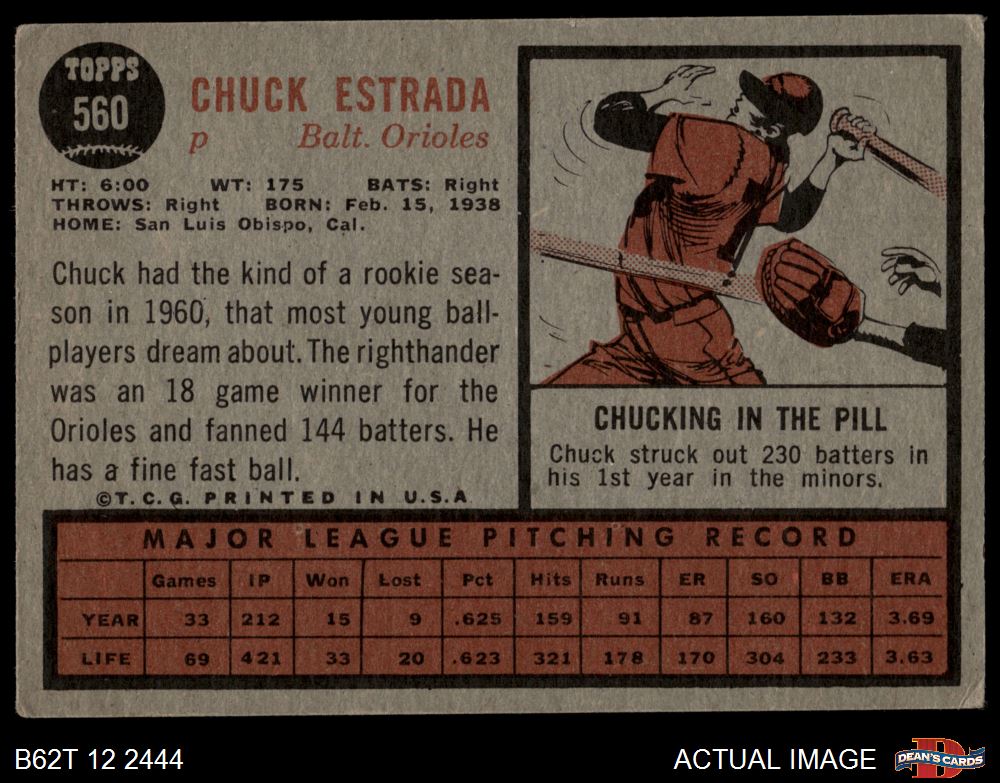 TOPPS
560
CHUCK ESTRADA
p Balt. Orioles
HT: 6:00 WT: 175 BATS: Right
THROWS: Right BORN: Feb. 15, 1938
HOME: San Luis Obispo, Cal.
Chuck had the kind of a rookie sea-
son in 1960, that most young ball-
players dream about. The righthander
was an 18 game winner for the
Orioles and fanned 144 batters. He
has a fine fast ball.
©T.C.G. PRINTED IN U.S.A
CHUCKING IN THE PILL
Chuck struck out 230 batters in
his 1st year in the minors.
MAJOR LEAGUE PITCHING RECORD
Games IP Won Lost Pct Hits Runs ER SO BB ERA
YEAR 33 212 15 9 .625 159 91 87 160 132 3.69
LIFE 69 421 33 20 .623 321 178 170 304 233 3.63
B62T 12 2444 ACTUAL IMAGE
D
DEAN'S CARDS